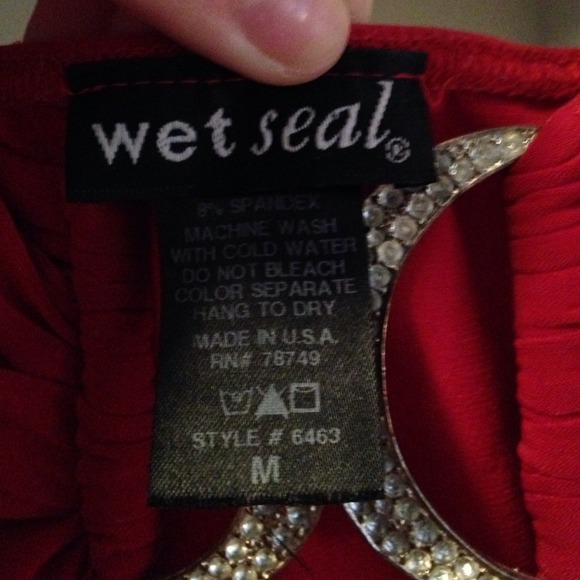 wet seal®
8% SPANDEX
MACHINE WASH
WITH COLD WATER
DO NOT BLEACH
COLOR SEPARATE
HANG TO DRY
MADE IN U.S.A.
RN# 78749
STYLE # 6463
M